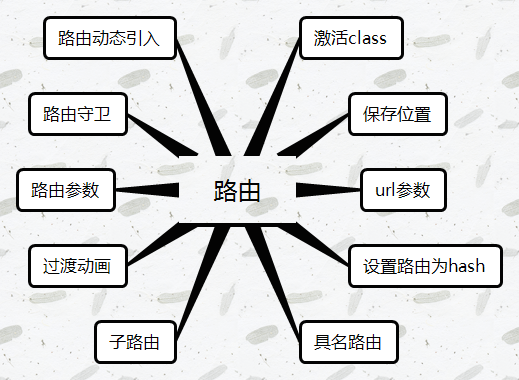 路由动态引入
激活class
路由守卫
保存位置
路由参数
路由
url参数
过渡动画
设置路由为hash
子路由
具名路由